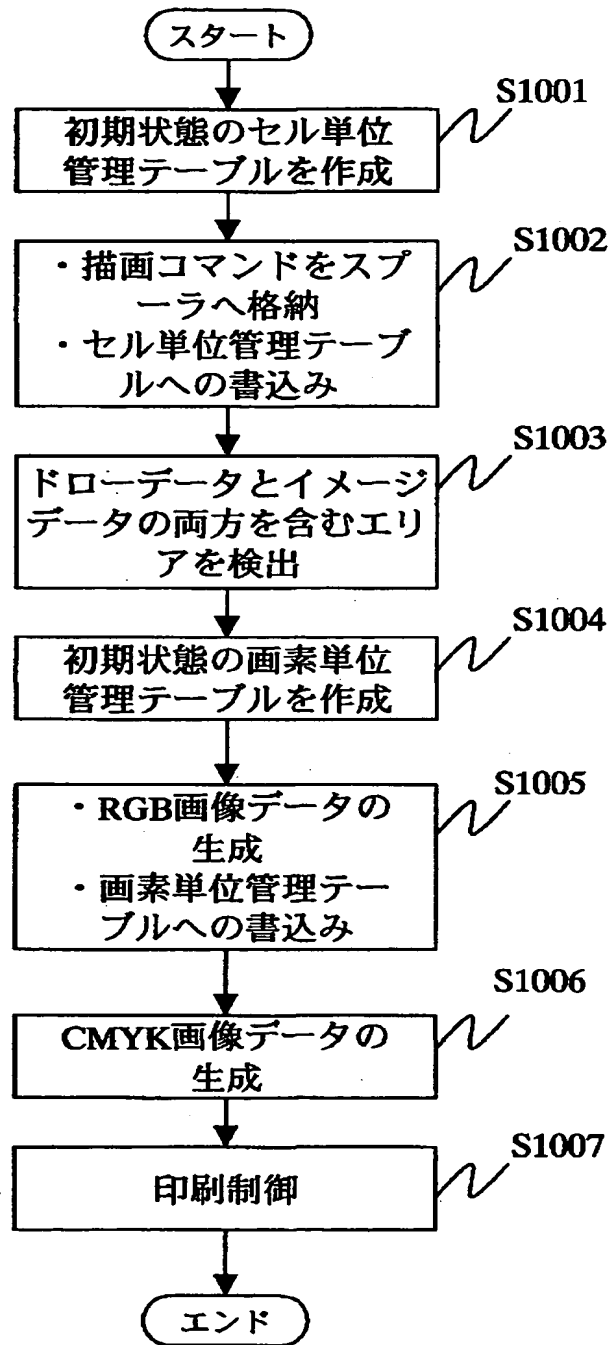 スタート
S1001
初期状態のセル単位
管理テーブルを作成
S1002
・描画コマンドをスプ
ーラへ格納
・セル単位管理テーブ
ルへの書込み
S1003
ドローデータとイメージ
データの両方を含むエリ
アを検出
S1004
初期状態の画素単位
管理テーブルを作成
S1005
・RGB画像データの
生成
・画素単位管理テー
ブルへの書込み
S1006
CMYK画像データの
生成
S1007
印刷制御
エンド